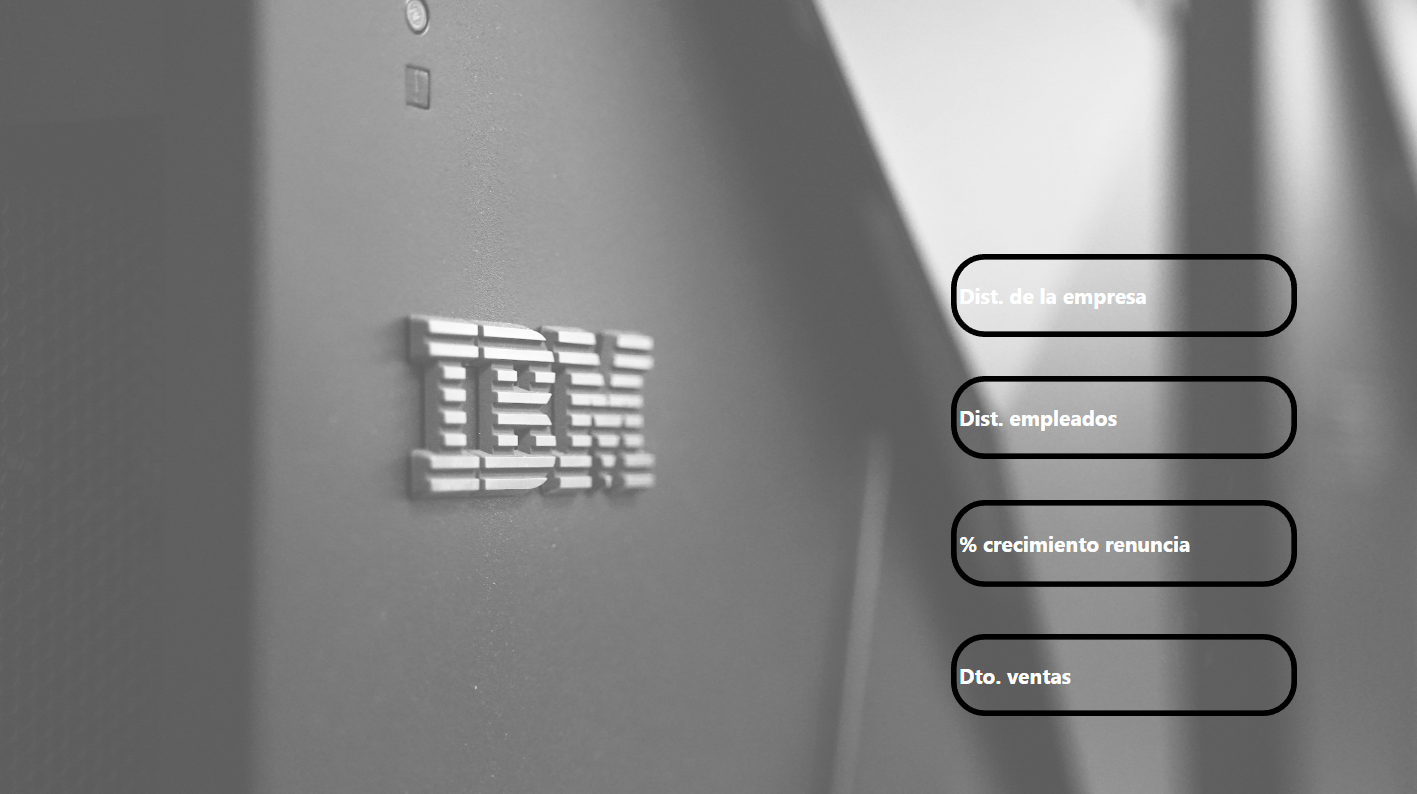 IBM
Dist. de la empresa
Dist. empleados
% crecimiento renuncia
Dto. ventas